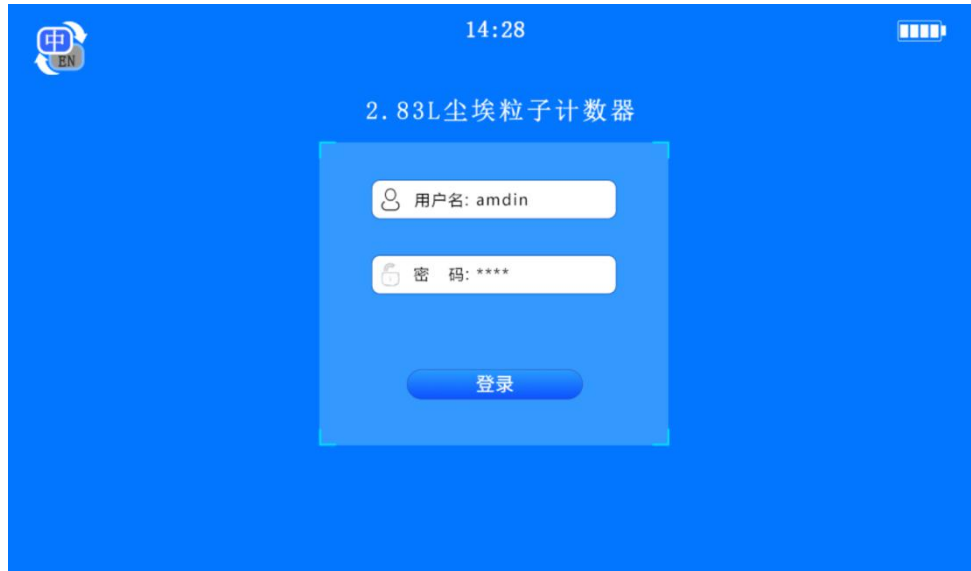 中
EN
14:28
2.83L尘埃粒子计数器
用户名: amdin
密 码: ****
登录